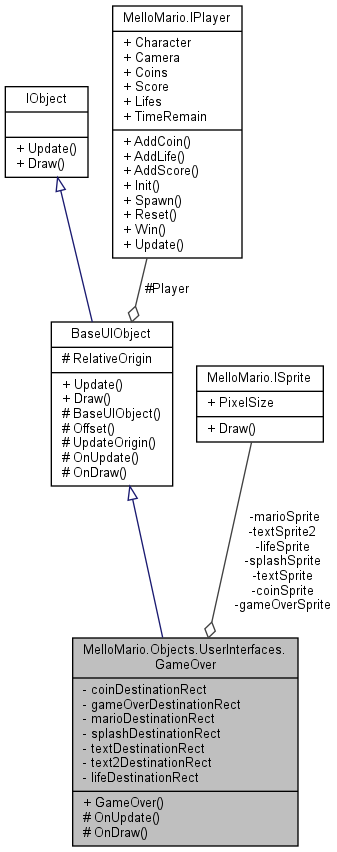 MelloMario.IPlayer
+ Character
+ Camera
+ Coins
+ Score
+ Lifes
+ TimeRemain
+ AddCoin()
+ AddLife()
+ AddScore()
+ Init()
+ Spawn()
+ Reset()
+ Win()
+ Update()
IObject
+ Update()
+ Draw()
#Player
BaseUIObject
# RelativeOrigin
+ Update()
+ Draw()
# BaseUIObject()
# Offset()
# UpdateOrigin()
# OnUpdate()
# OnDraw()
MelloMario.ISprite
+ PixelSize
+ Draw()
-marioSprite
-textSprite2
-lifeSprite
-splashSprite
-textSprite
-coinSprite
-gameOverSprite
MelloMario.Objects.UserInterfaces.
GameOver
- coinDestinationRect
- gameOverDestinationRect
- marioDestinationRect
- splashDestinationRect
- textDestinationRect
- text2DestinationRect
- lifeDestinationRect
+ GameOver()
# OnUpdate()
# OnDraw()